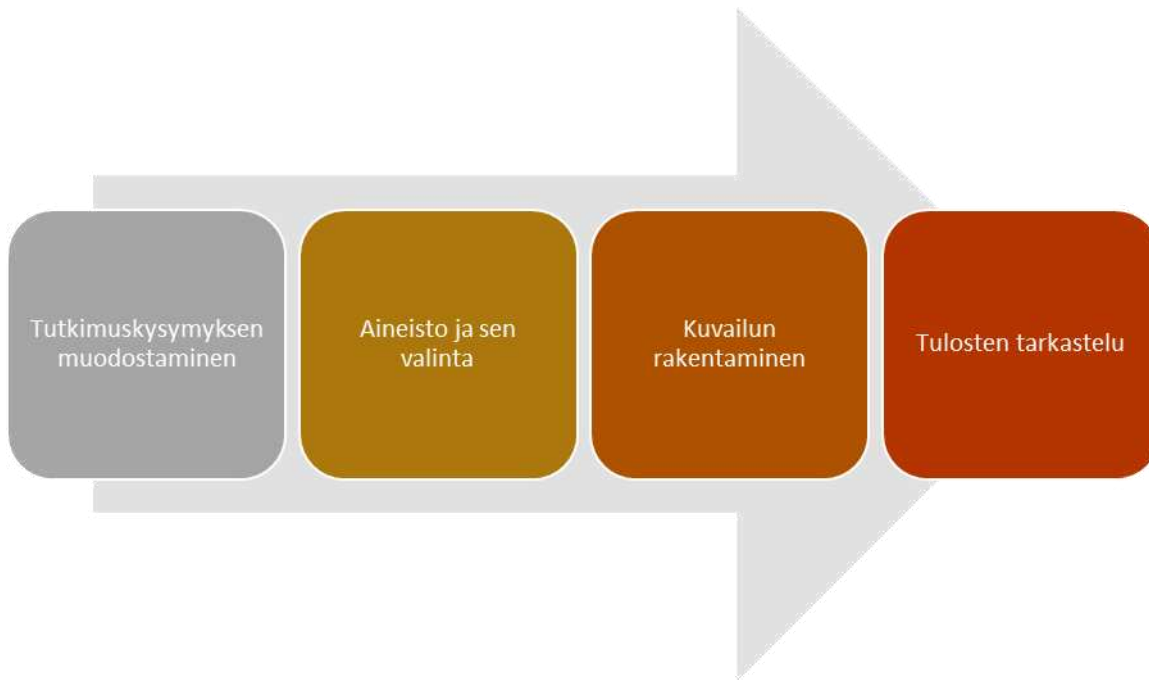 Tutkimuskysymyksen
muodostaminen
Aineisto ja sen
valinta
Kuvailun
rakentaminen
Tulosten tarkastelu